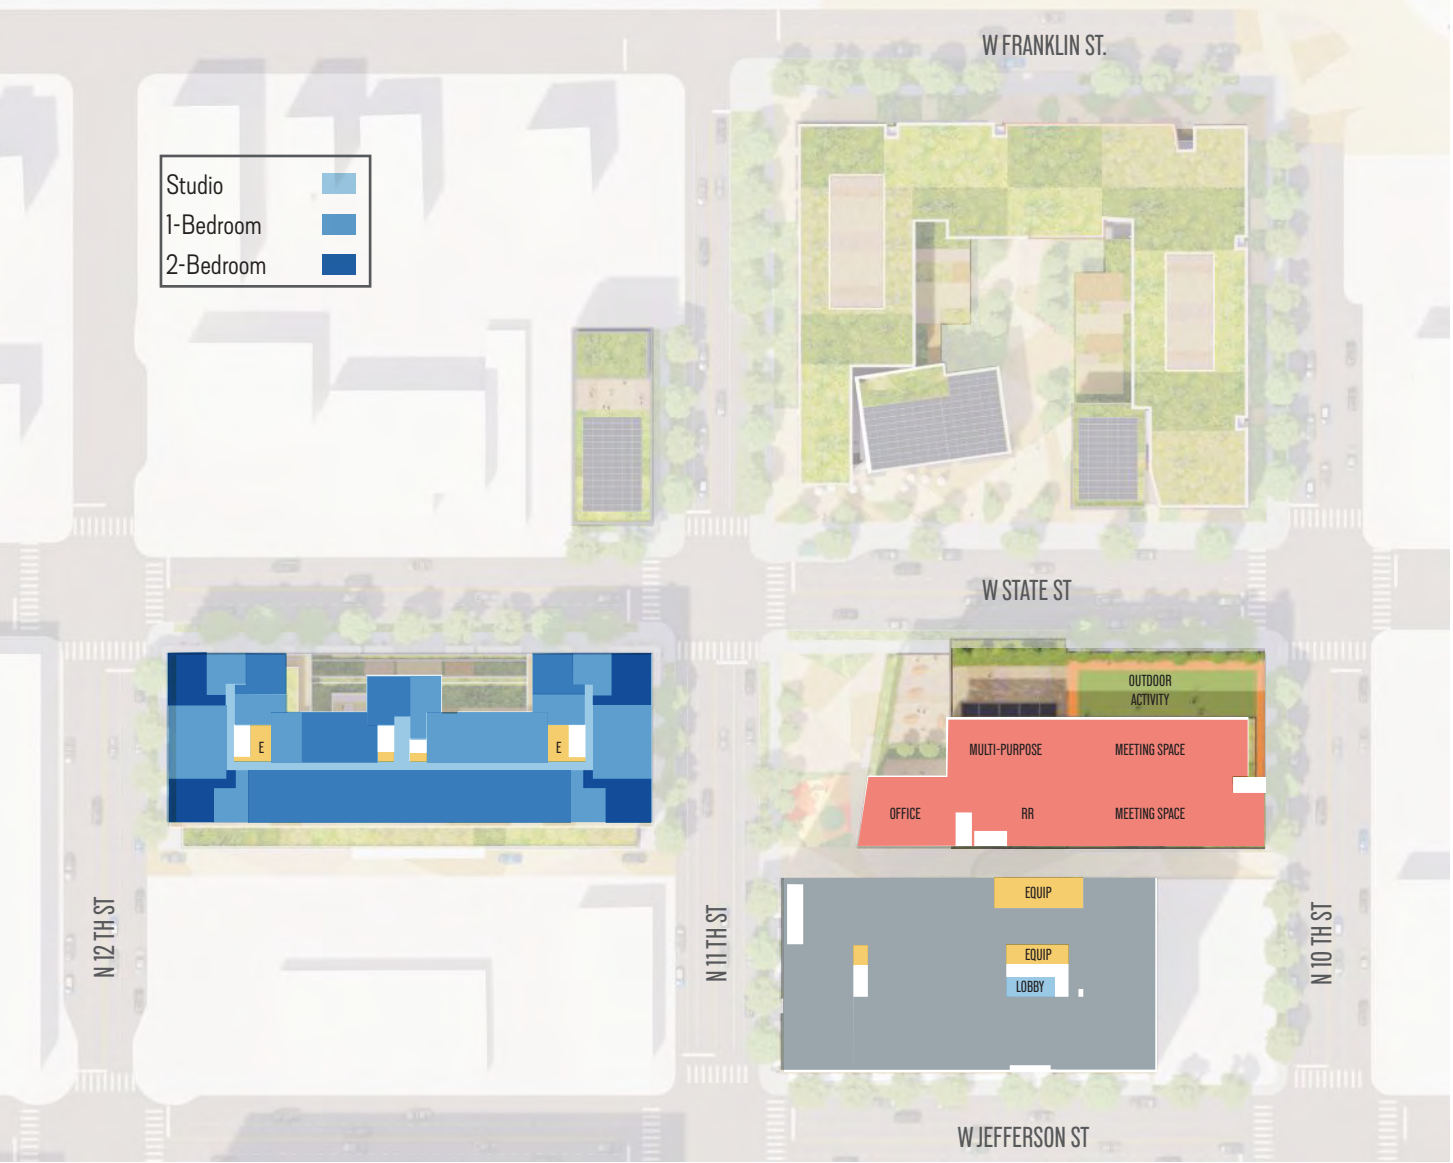 W FRANKLIN ST.
Studio
1-Bedroom
2-Bedroom
W STATE ST
OUTDOOR
ACTIVITY
MULTI-PURPOSE
MEETING SPACE
E
E
OFFICE
RR
MEETING SPACE
EQUIP
EQUIP
LOBBY
N 12 TH ST
N 11 TH ST
N 10 TH ST
W JEFFERSON ST